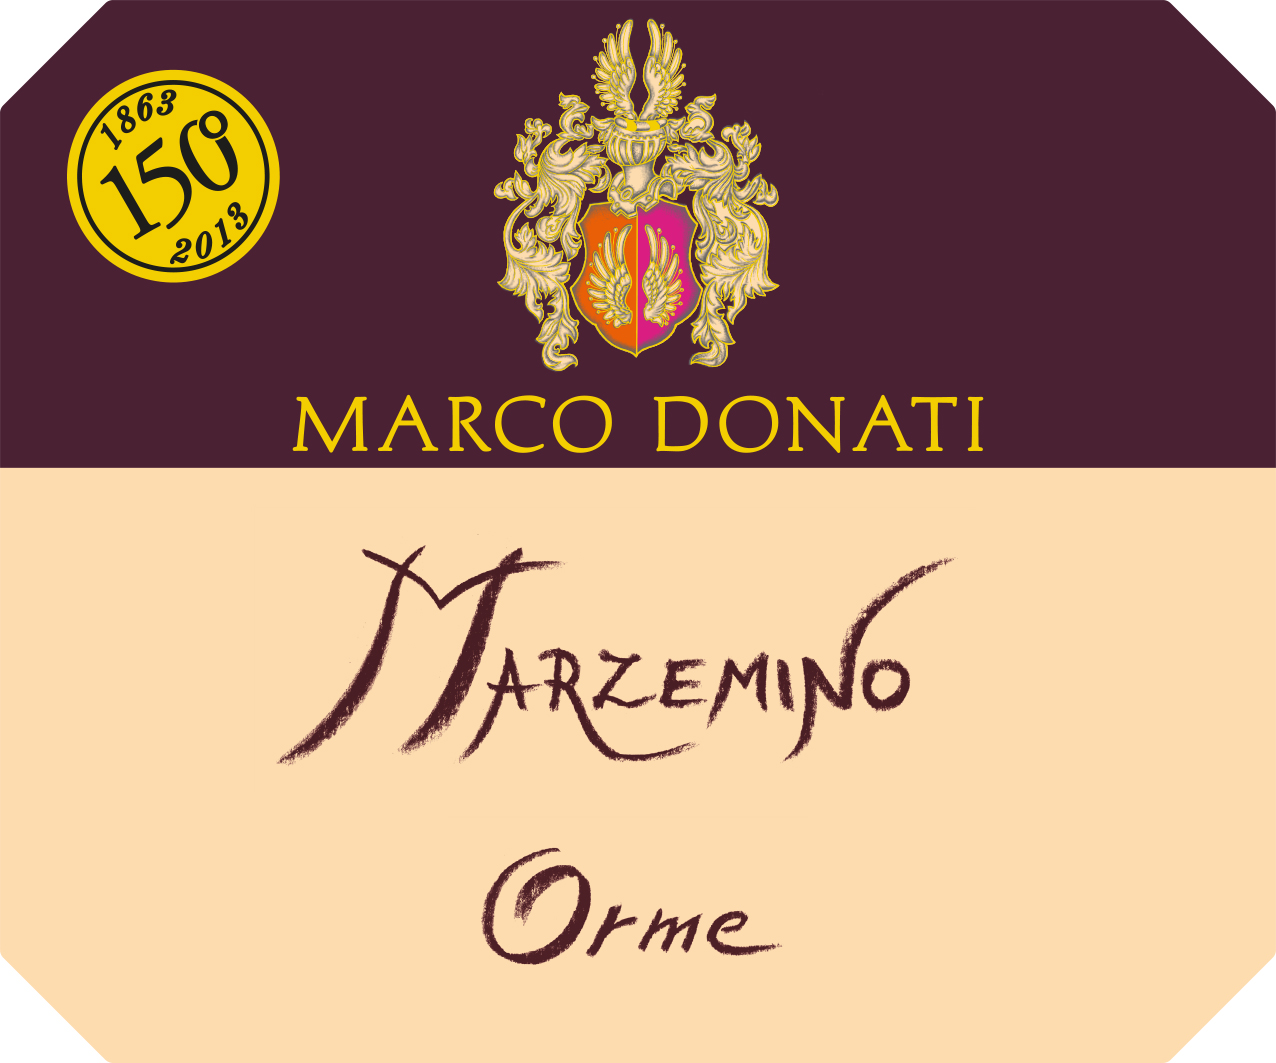 1863
150°
2013
MARCO DONATI
MARZEMINO
Orme